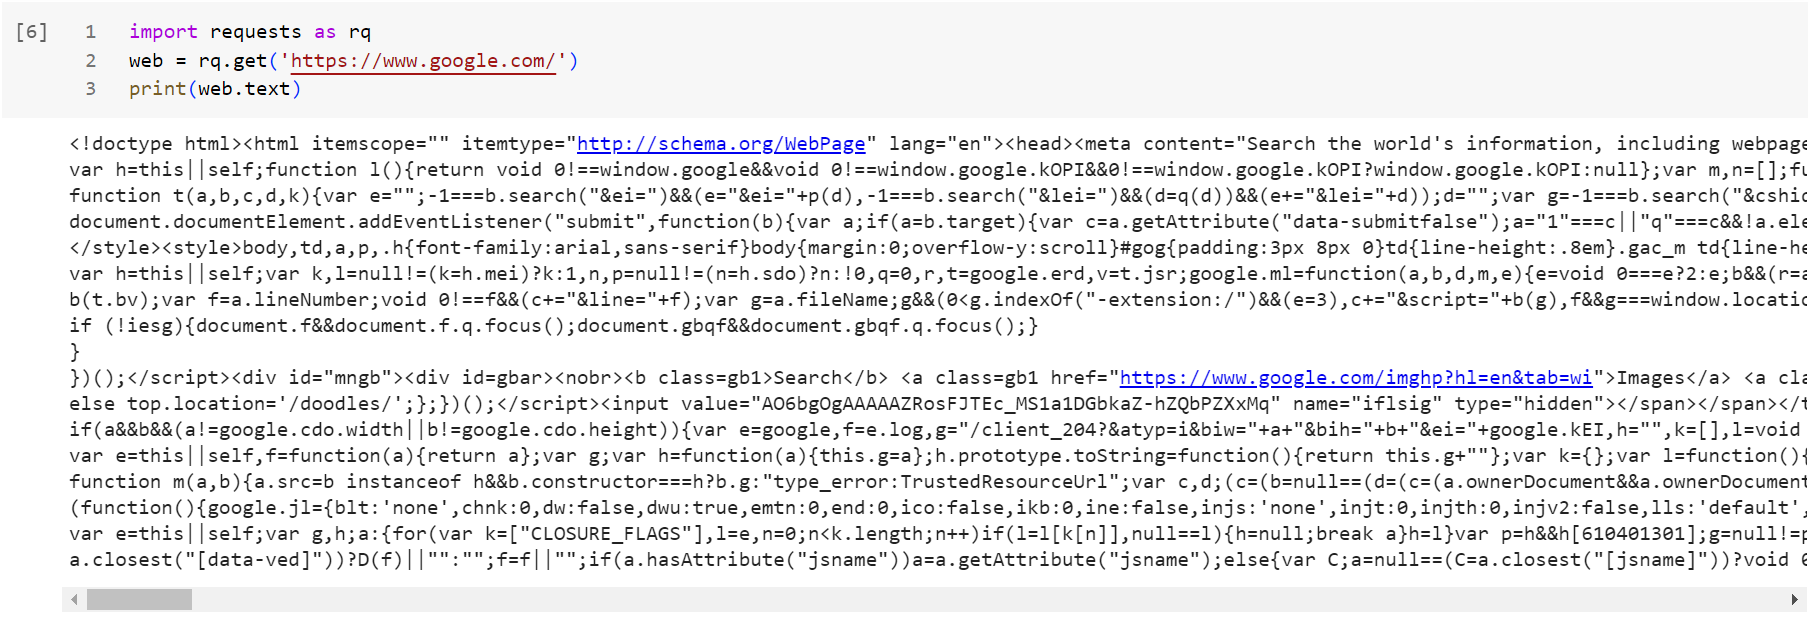 [6] 1 import requests as rq
2 web = rq.get('https://www.google.com/')
3 print(web.text)
<!doctype html><html itemscope="" itemtype="http://schema.org/WebPage" lang="en"><head><meta content="Search the world's information, including webpage
var h=this||self;function l(){return void 0!==window.google&&void 0!==window.google.kOPI&&0!==window.google.kOPI?window.google.kOPI:null};var m,n=[];fu
function t(a,b,c,d,k){var e="";-1===b.search("&ei=")&&(e="&ei="+p(d),-1===b.search("&lei=")&&(d=q(d))&&(e+="&lei="+d));d="";var g=-1===b.search("&cshid
document.documentElement.addEventListener("submit",function(b){var a;if(a=b.target){var c=a.getAttribute("data-submitfalse");a="1"===c||"q"===c&&!a.ele
</style><style>body,td,a,p,.h{font-family:arial,sans-serif}body{margin:0;overflow-y:scroll}#gog{padding:3px 8px 0}td{line-height:.8em}.gac_m td{line-he
var h=this||self;var k,l=null!=(k=h.mei)?k:1,n,p=null!=(n=h.sdo)?n:!0,q=0,r,t=google.erd,v=t.jsr;google.ml=function(a,b,d,m,e){e=void 0===e?2:e;b&&(r=a
b(t.bv);var f=a.lineNumber;void 0!==f&&(c+="&line="+f);var g=a.fileName;g&&(0<g.indexOf("-extension:/")&&(e=3),c+="&script="+b(g),f&&g===window.locatio
if (!iesg){document.f&&document.f.q.focus();document.gbqf&&document.gbqf.q.focus();}
}
})();</script><div id="mngb"><div id=gbar><nobr><b class=gb1>Search</b> <a class=gb1 href="https://www.google.com/imghp?hl=en&tab=wi">Images</a> <a cla
else top.location='/doodles/';};})();</script><input value="AO6bgOgAAAAAZRosFJTEc_MS1a1DGbkaZ-hZQbPZXxMq" name="iflsig" type="hidden"></span></span></t
if(a&&b&&(a!=google.cdo.width||b!=google.cdo.height)){var e=google,f=e.log,g="/client_204?&atyp=i&biw="+a+"&bih="+b+"&ei="+google.kEI,h="",k=[],l=void
var e=this||self,f=function(a){return a};var g;var h=function(a){this.g=a};h.prototype.toString=function(){return this.g+""};var k={};var l=function(){
function m(a,b){a.src=b instanceof h&&b.constructor===h?b.g:"type_error:TrustedResourceUrl";var c,d;(c=(b=null==(d=(c=(a.ownerDocument&&a.ownerDocument
(function(){google.jl={blt:'none',chnk:0,dw:false,dwu:true,emtn:0,end:0,ico:false,ikb:0,ine:false,injs:'none',injt:0,injth:0,injv2:false,lls:'default',
var e=this||self;var g,h;a:{for(var k=["CLOSURE_FLAGS"],l=e,n=0;n<k.length;n++)if(l=l[k[n]],null==l){h=null;break a}h=l}var p=h&&h[610401301];g=null!=p
a.closest("[data-ved]"))?D(f)||"":"";f=f||"";if(a.hasAttribute("jsname"))a=a.getAttribute("jsname");else{var C;a=null==(C=a.closest("[jsname]"))?void 0